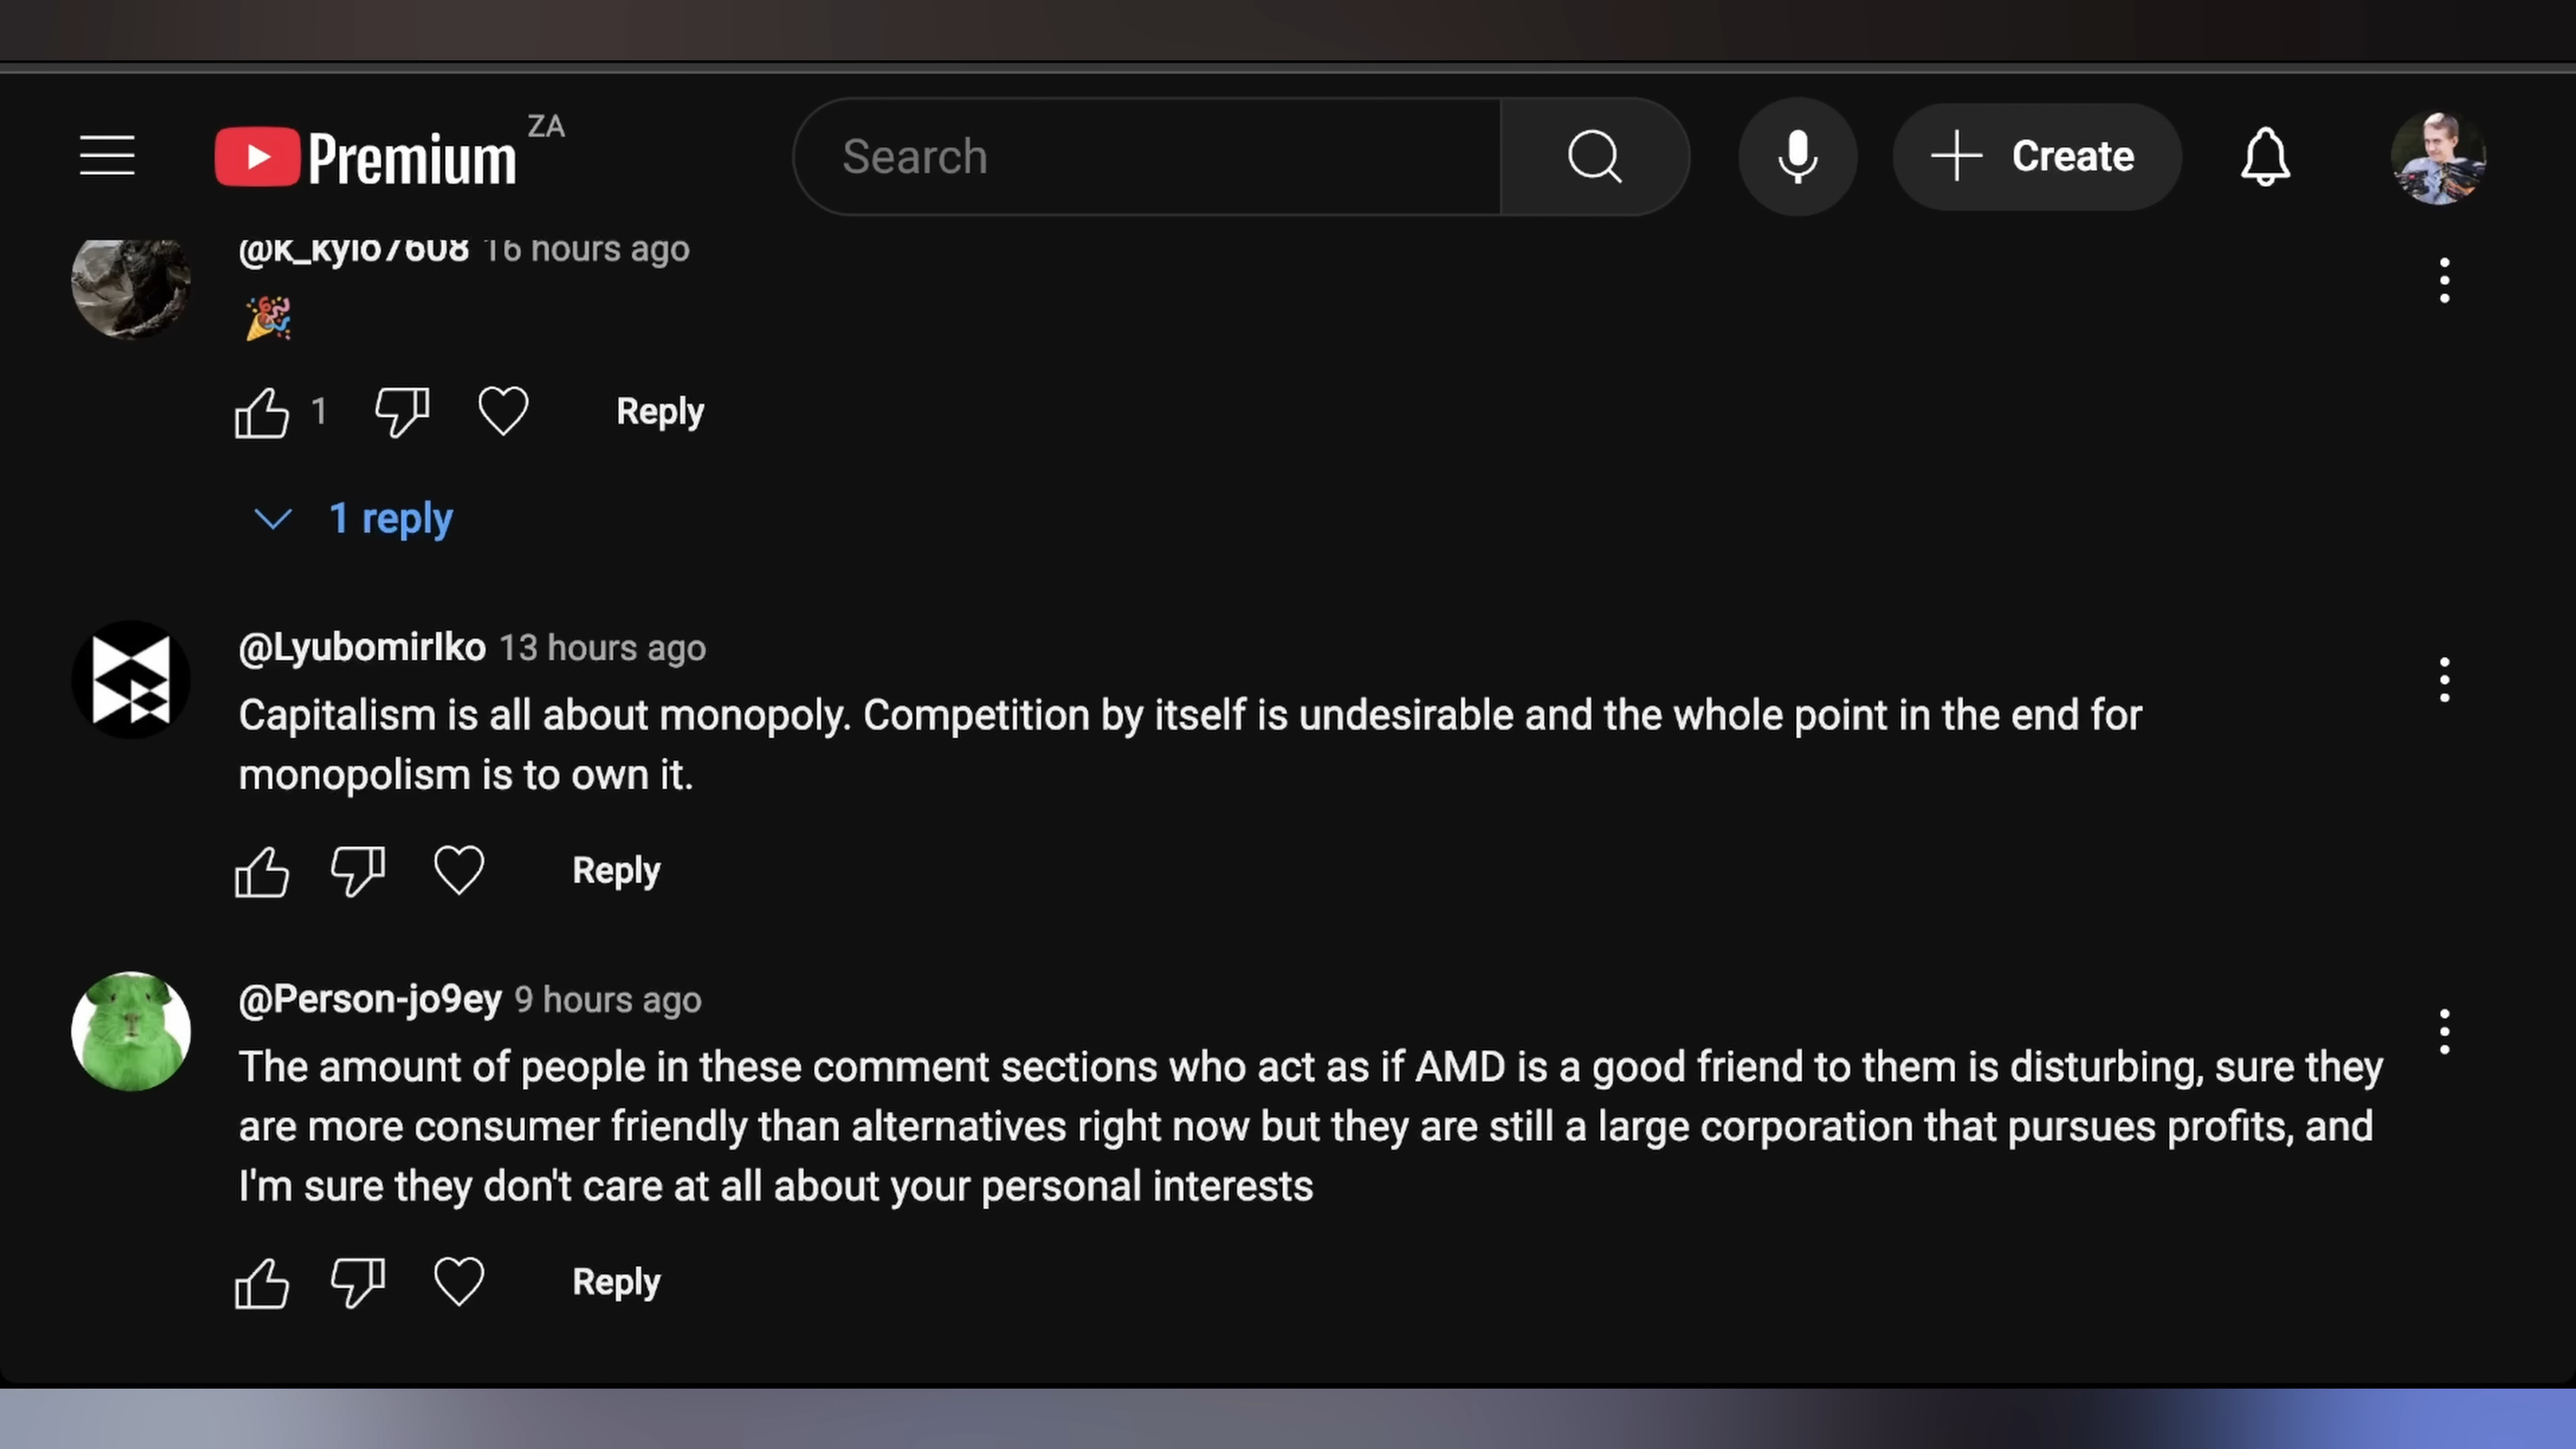 Premium ZA
Search
Create
@K_kylo7608 16 hours ago
1
Reply
1 reply
@LyubomirIko 13 hours ago
Capitalism is all about monopoly. Competition by itself is undesirable and the whole point in the end for
monopolism is to own it.
Reply
@Person-jo9ey 9 hours ago
The amount of people in these comment sections who act as if AMD is a good friend to them is disturbing, sure they
are more consumer friendly than alternatives right now but they are still a large corporation that pursues profits, and
I'm sure they don't care at all about your personal interests
Reply